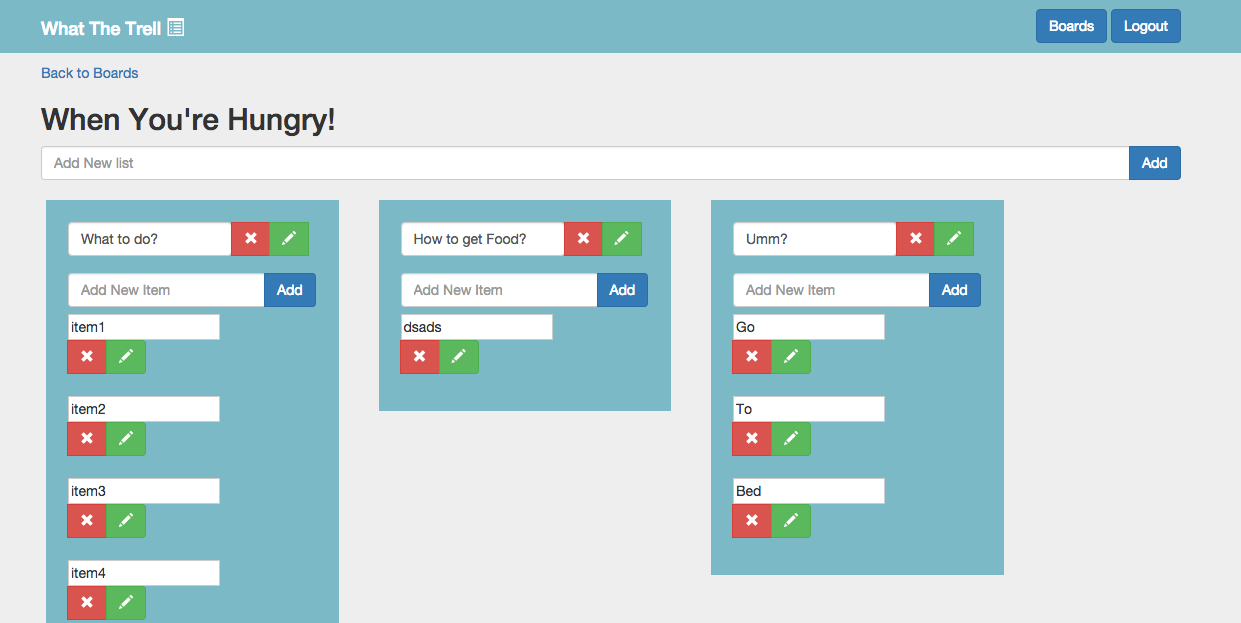 What The Trell
Boards
Logout
Back to Boards
When You're Hungry!
Add New list
Add
What to do?
Add New Item
Add
item1
item2
item3
item4
How to get Food?
Add New Item
Add
dsads
Umm?
Add New Item
Add
Go
To
Bed